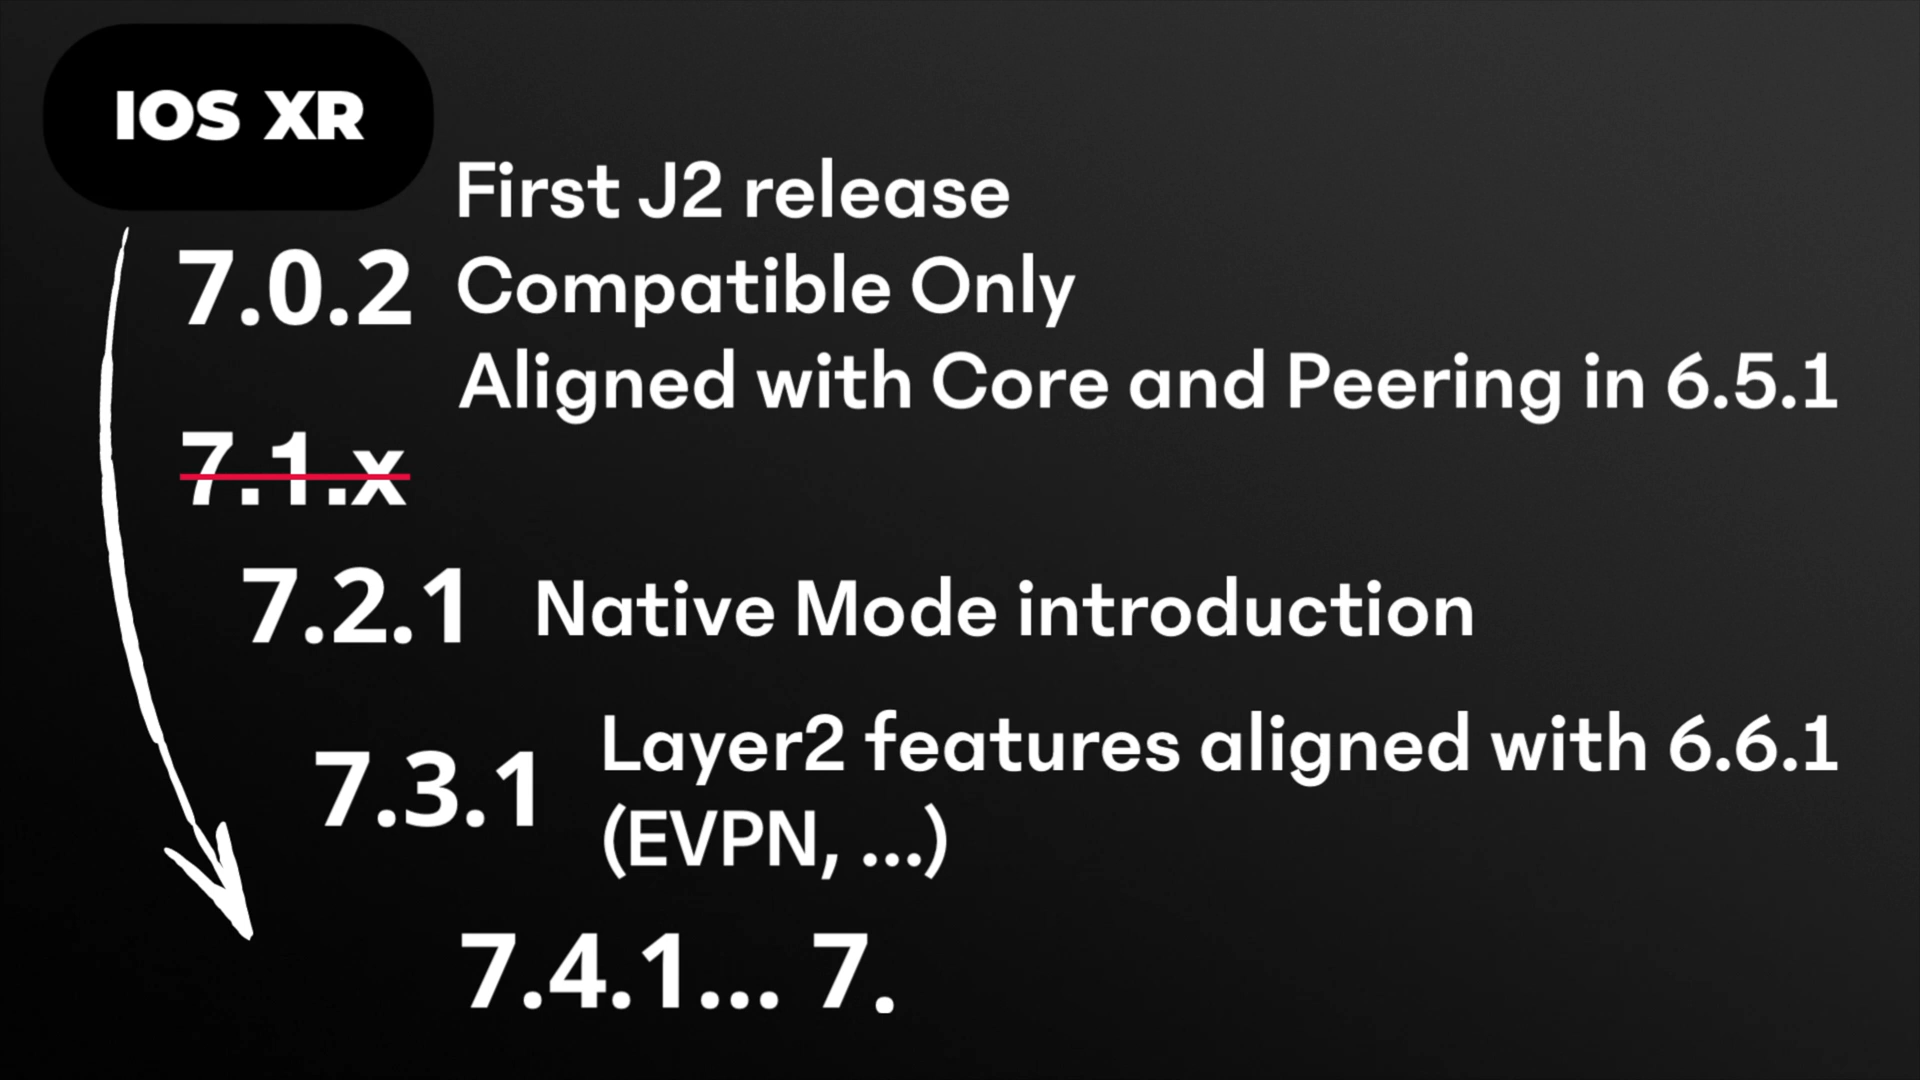 IOS XR
First J2 release
7.0.2 Compatible Only
Aligned with Core and Peering in 6.5.1
7.1.x
7.2.1 Native Mode introduction
7.3.1 Layer2 features aligned with 6.6.1
(EVPN, ...)
7.4.1... 7.